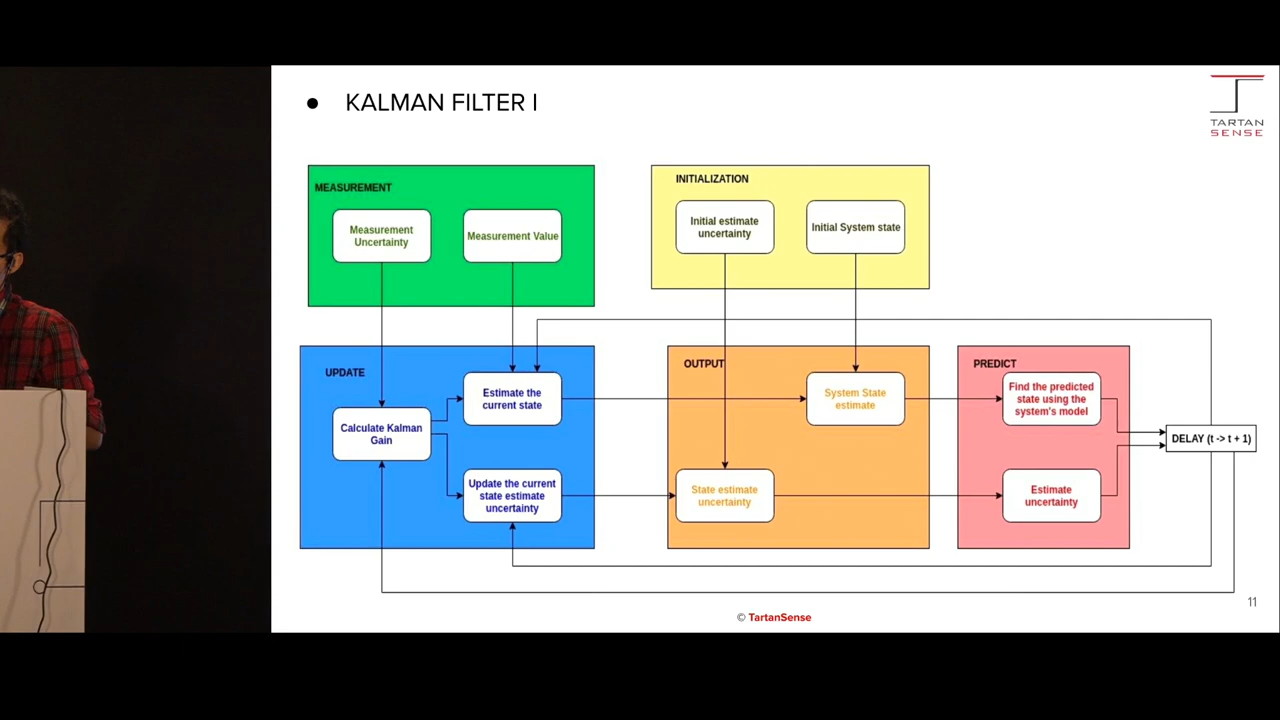 ● KALMAN FILTER I
TARTAN
SENSE
MEASUREMENT
Measurement
Uncertainty
Measurement Value
INITIALIZATION
Initial estimate
uncertainty
Initial System state
UPDATE
Calculate Kalman
Gain
Estimate the
current state
Update the current
state estimate
uncertainty
OUTPUT
System State
estimate
State estimate
uncertainty
PREDICT
Find the predicted
state using the
system's model
Estimate
uncertainty
DELAY (t -> t + 1)
11
© TartanSense